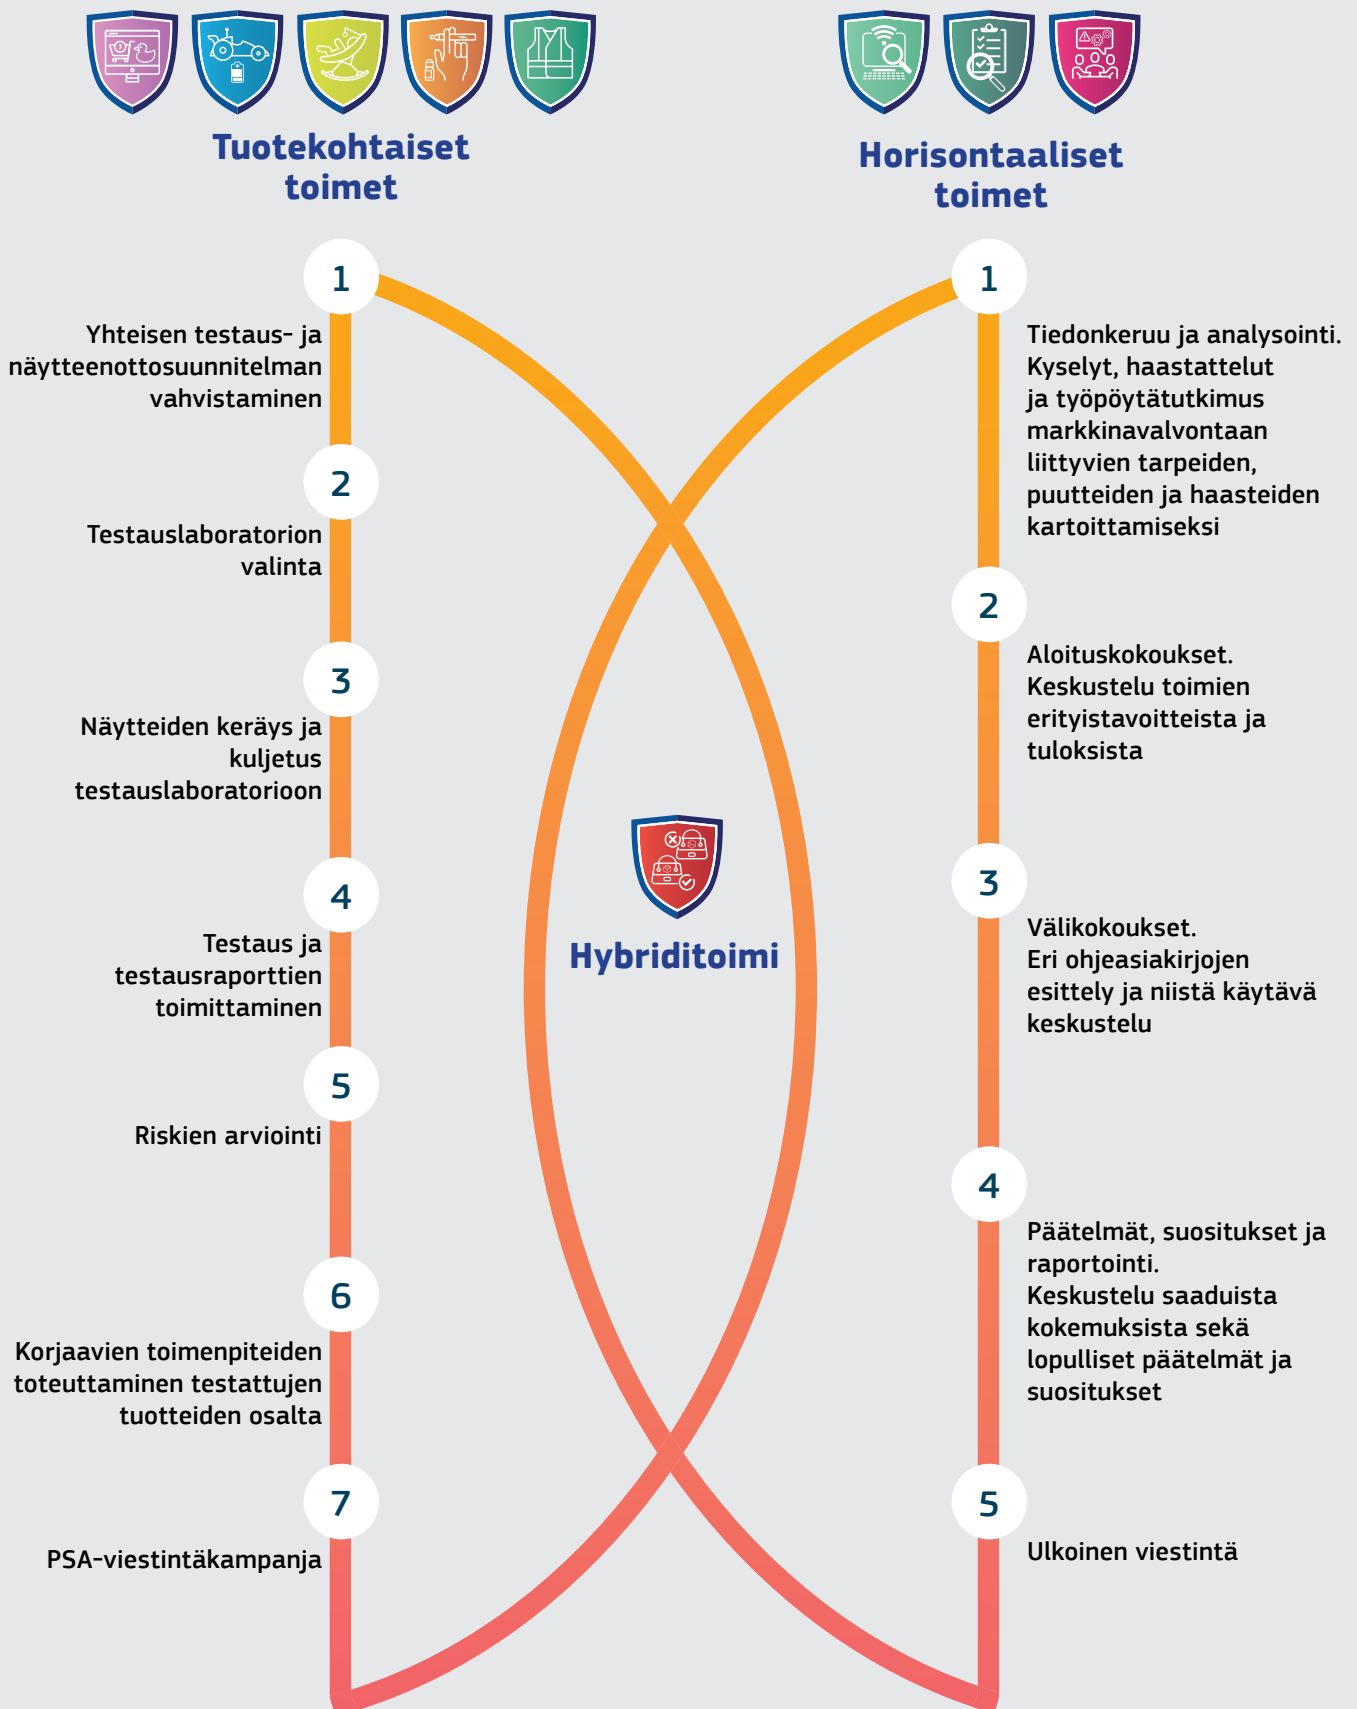 Tuotekohtaiset
toimet
1
Yhteisen testaus- ja
näytteenottosuunnitelman
vahvistaminen
2
Testauslaboratorion
valinta
3
Näytteiden keräys ja
kuljetus
testauslaboratorioon
4
Testaus ja
testausraporttien
toimittaminen
5
Riskien arviointi
6
Korjaavien toimenpiteiden
toteuttaminen testattujen
tuotteiden osalta
7
PSA-viestintäkampanja
Hybriditoimi
Horisontaaliset
toimet
1
Tiedonkeruu ja analysointi.
Kyselyt, haastattelut
ja työpöytätutkimus
markkinavalvontaan
liittyvien tarpeiden,
puutteiden ja haasteiden
kartoittamiseksi
2
Aloituskokoukset.
Keskustelu toimien
erityistavoitteista ja
tuloksista
3
Välikokoukset.
Eri ohjeasiakirjojen
esittely ja niistä käytävä
keskustelu
4
Päätelmät, suositukset ja
raportointi.
Keskustelu saaduista
kokemuksista sekä
lopulliset päätelmät ja
suositukset
5
Ulkoinen viestintä